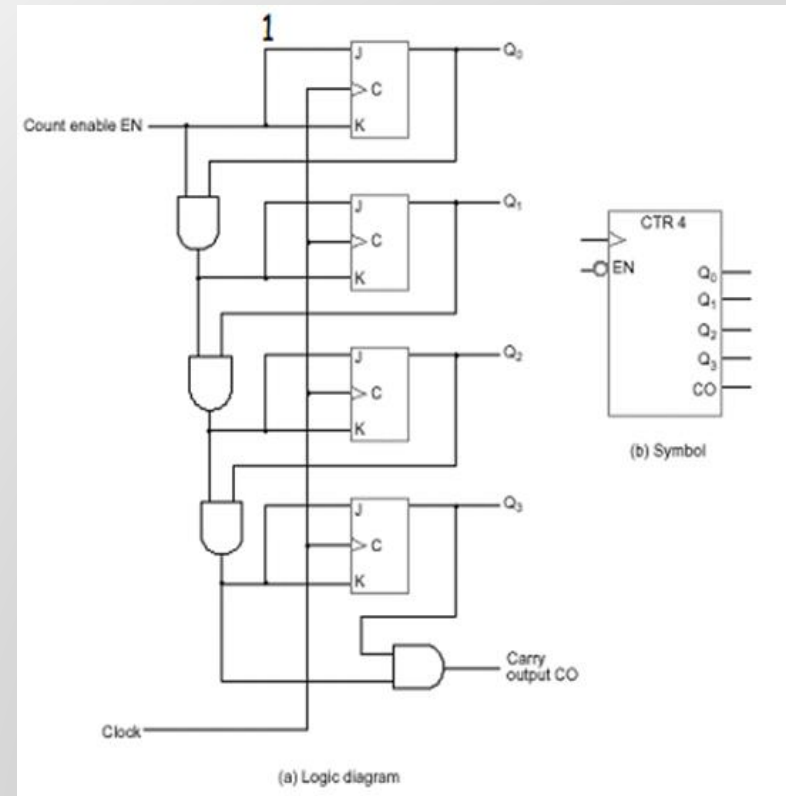 1
J
Q₀
C
Count enable EN
K
J
Q₁
C
K
J
Q₂
C
K
J
Q₃
C
K
Carry
output CO
Clock
(a) Logic diagram
CTR 4
EN
Q₀
Q₁
Q₂
Q₃
CO
(b) Symbol